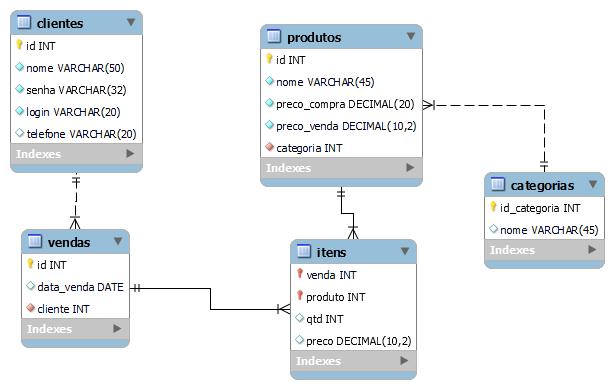 clientes
id INT
nome VARCHAR(50)
senha VARCHAR(32)
login VARCHAR(20)
telefone VARCHAR(20)
Indexes
produtos
id INT
nome VARCHAR(45)
preco_compra DECIMAL(20)
preco_venda DECIMAL(10,2)
categoria INT
Indexes
categorias
id_categoria INT
nome VARCHAR(45)
Indexes
vendas
id INT
data_venda DATE
cliente INT
Indexes
itens
venda INT
produto INT
qtd INT
preco DECIMAL(10,2)
Indexes